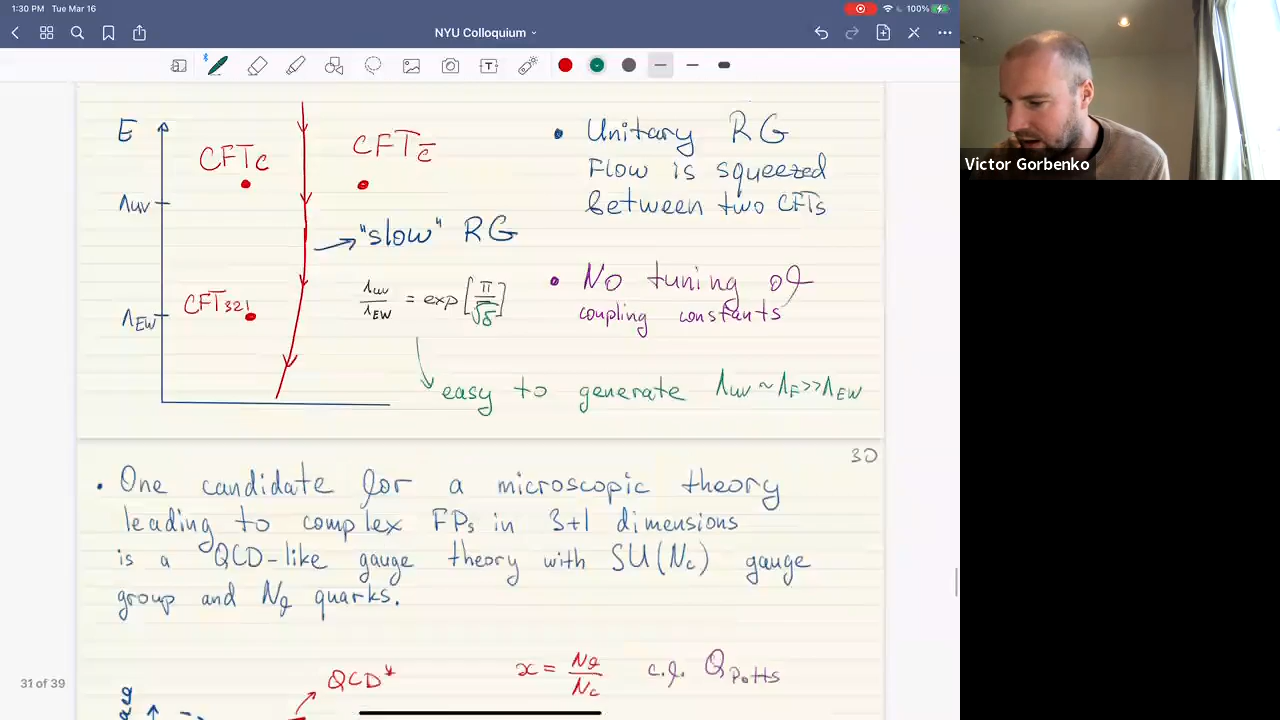 1:30 PM Tue Mar 16
100%
NYU Colloquium
Victor Gorbenko
E
CFTc
CFTc̅
Λuv
"slow" RG
Λuv/ΛEW = exp[π/√δ]
CFT321
ΛEW
• Unitary RG
Flow is squeezed
between two CFTs
• No tuning of
coupling constants
easy to generate Λuv ~ ΛF >> ΛEW
30
• One candidate for a microscopic theory
leading to complex FPs in 3+1 dimensions
is a QCD-like gauge theory with SU(Nc) gauge
group and Nf quarks.
QCD*
x = Nf/Nc
c.f. QPotts
31 of 39